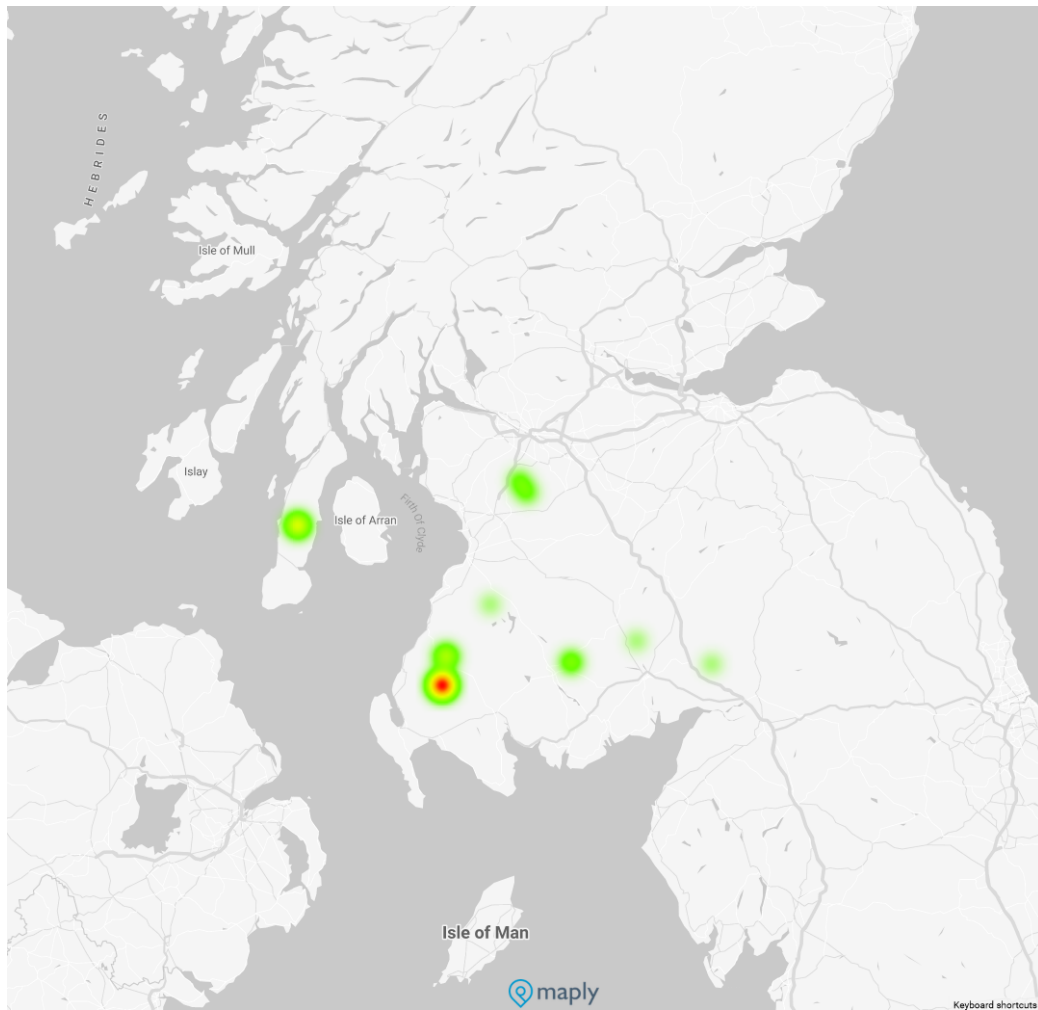 HEBRIDES
Isle of Mull
Islay
Isle of Arran
Firth Of Clyde
Isle of Man
maply
Keyboard shortcuts